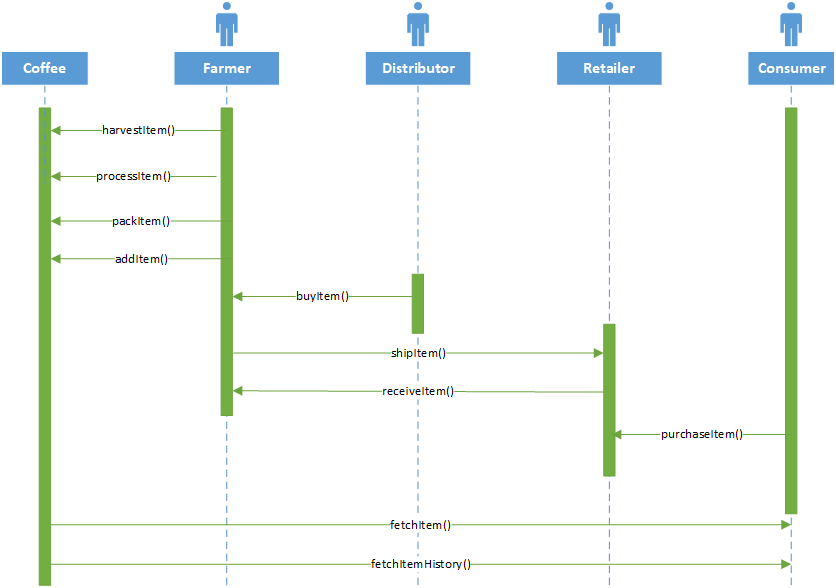 Coffee
Farmer
Distributor
Retailer
Consumer
harvestItem()
processItem()
packItem()
addItem()
buyItem()
shipItem()
receiveItem()
purchaseItem()
fetchItem()
fetchItemHistory()